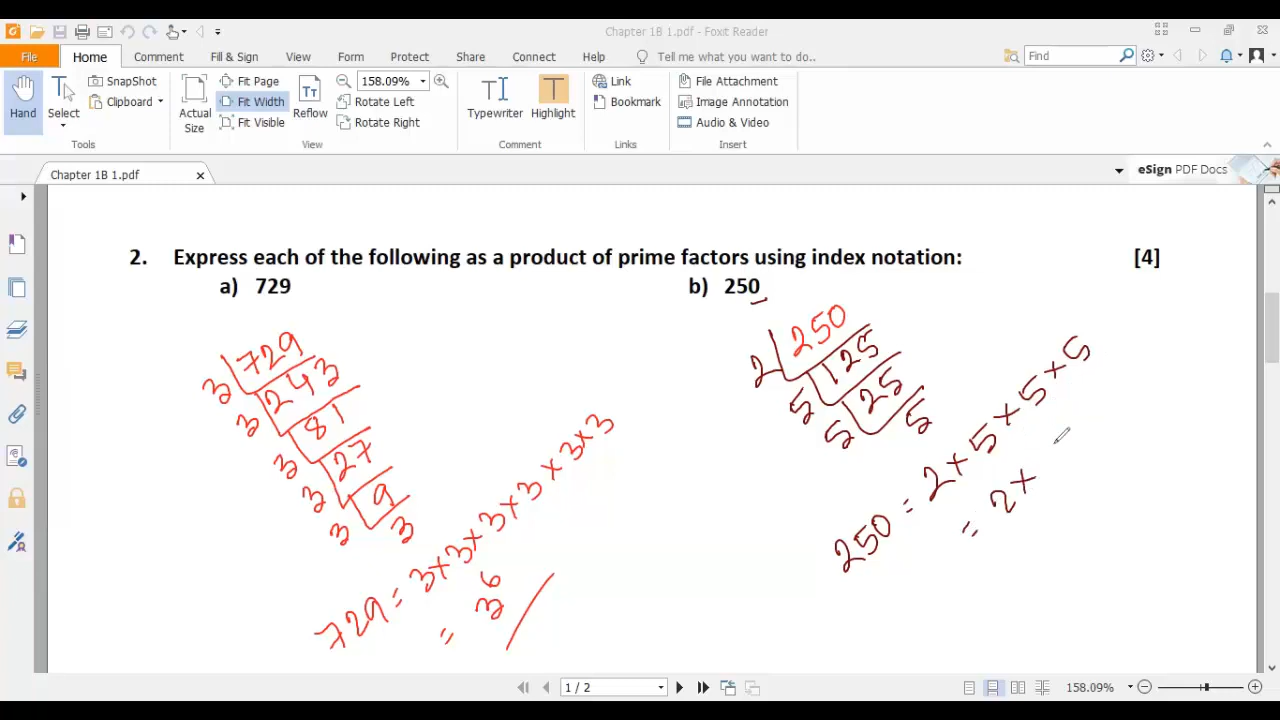 Chapter 1B 1.pdf - Foxit Reader
File Home Comment Fill & Sign View Form Protect Share Connect Help Tell me what you want to do.. Find
Hand Select SnapShot Clipboard Actual Size Fit Page Fit Width Fit Visible Reflow 158.09% Rotate Left Rotate Right Typewriter Highlight Link Bookmark File Attachment Image Annotation Audio & Video
Tools View Comment Links Insert
Chapter 1B 1.pdf eSign PDF Docs
2. Express each of the following as a product of prime factors using index notation: [4]
a) 729 b) 250
3 729
3 243
3 81
3 27
3 9
3
729 = 3×3×3×3×3×3
= 3^6
2 250
5 125
5 25
5
250 = 2×5×5×5
= 2×
1 / 2 158.09%